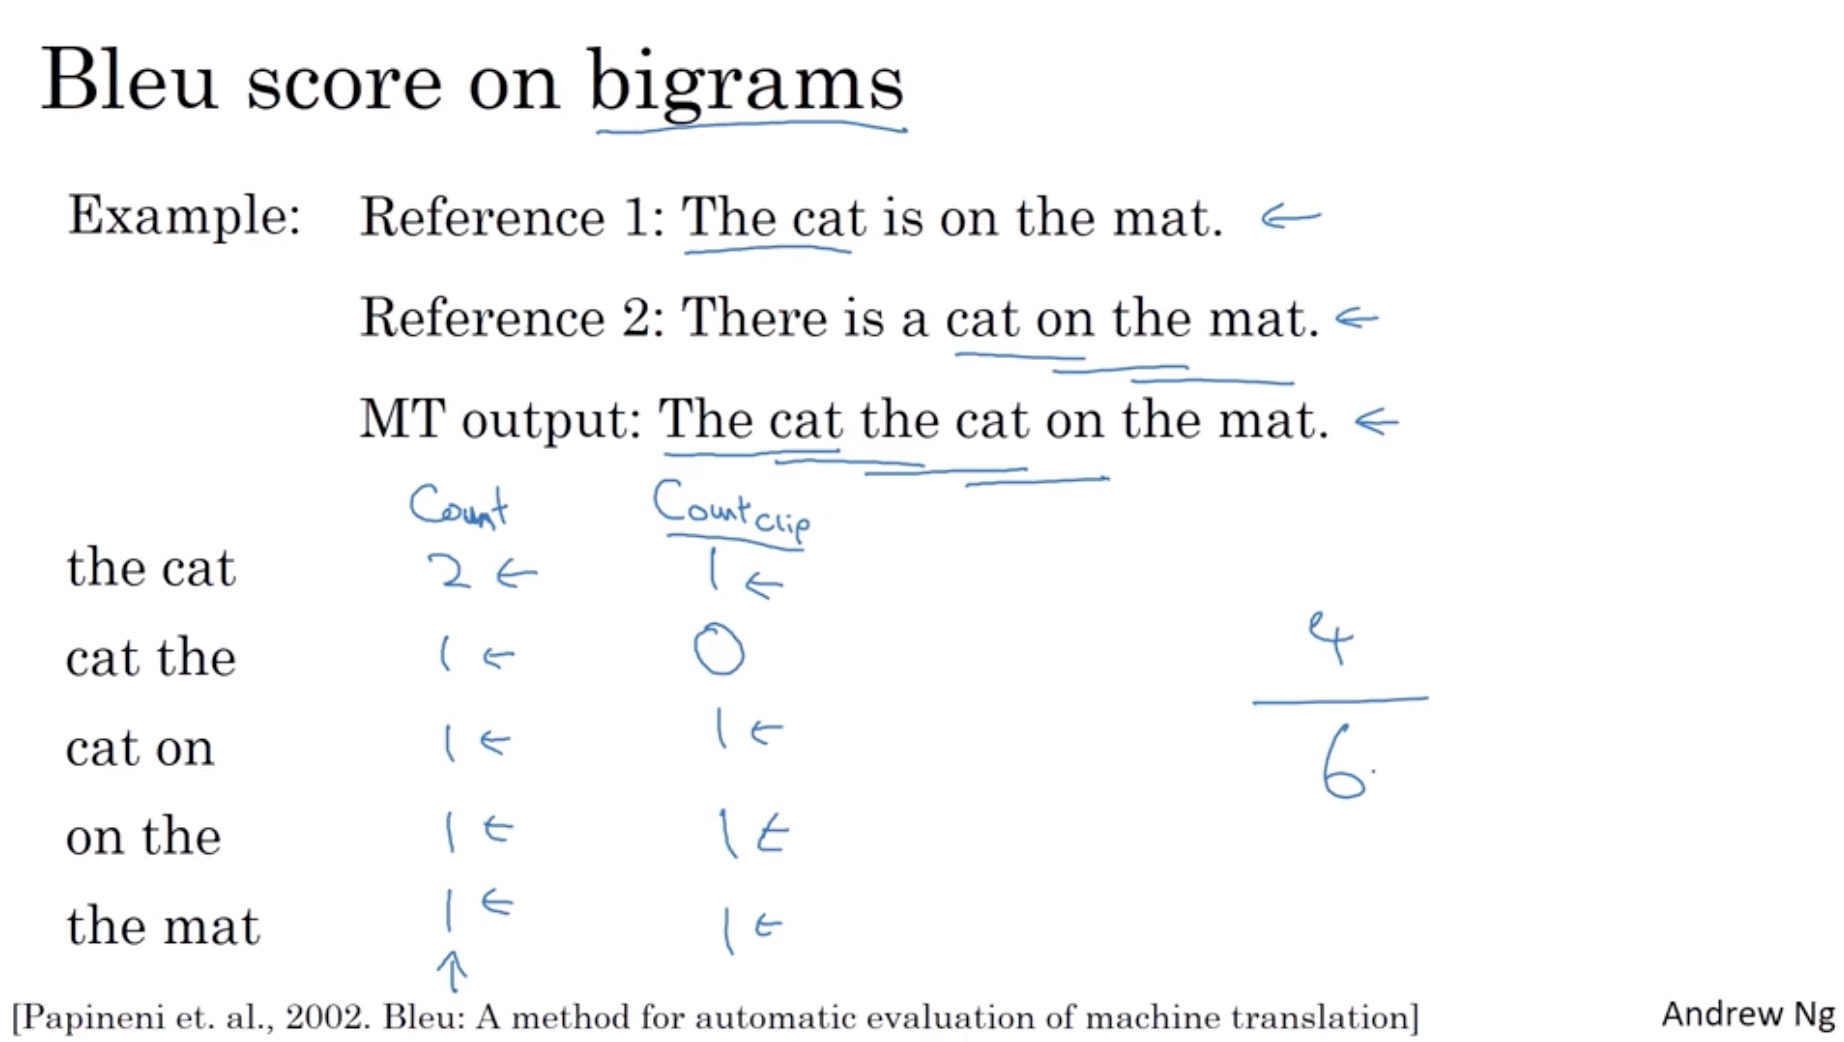 Bleu score on bigrams
Example: Reference 1: The cat is on the mat. ←
Reference 2: There is a cat on the mat. ←
MT output: The cat the cat on the mat. ←
Count Count clip
the cat 2 ← 1 ←
cat the 1 ← 0
cat on 1 ← 1 ←
on the 1 ← 1 ←
the mat 1 ← 1 ←
↑
4
6
[Papineni et. al., 2002. Bleu: A method for automatic evaluation of machine translation]
Andrew Ng